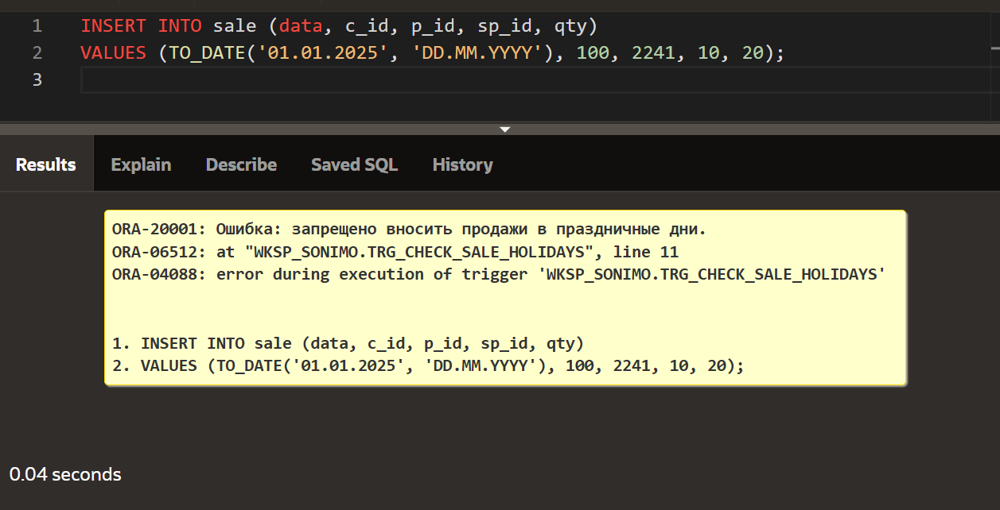 1 INSERT INTO sale (data, c_id, p_id, sp_id, qty)
2 VALUES (TO_DATE('01.01.2025', 'DD.MM.YYYY'), 100, 2241, 10, 20);
3
Results Explain Describe Saved SQL History
ORA-20001: Ошибка: запрещено вносить продажи в праздничные дни.
ORA-06512: at "WKSP_SONIMO.TRG_CHECK_SALE_HOLIDAYS", line 11
ORA-04088: error during execution of trigger 'WKSP_SONIMO.TRG_CHECK_SALE_HOLIDAYS'
1. INSERT INTO sale (data, c_id, p_id, sp_id, qty)
2. VALUES (TO_DATE('01.01.2025', 'DD.MM.YYYY'), 100, 2241, 10, 20);
0.04 seconds